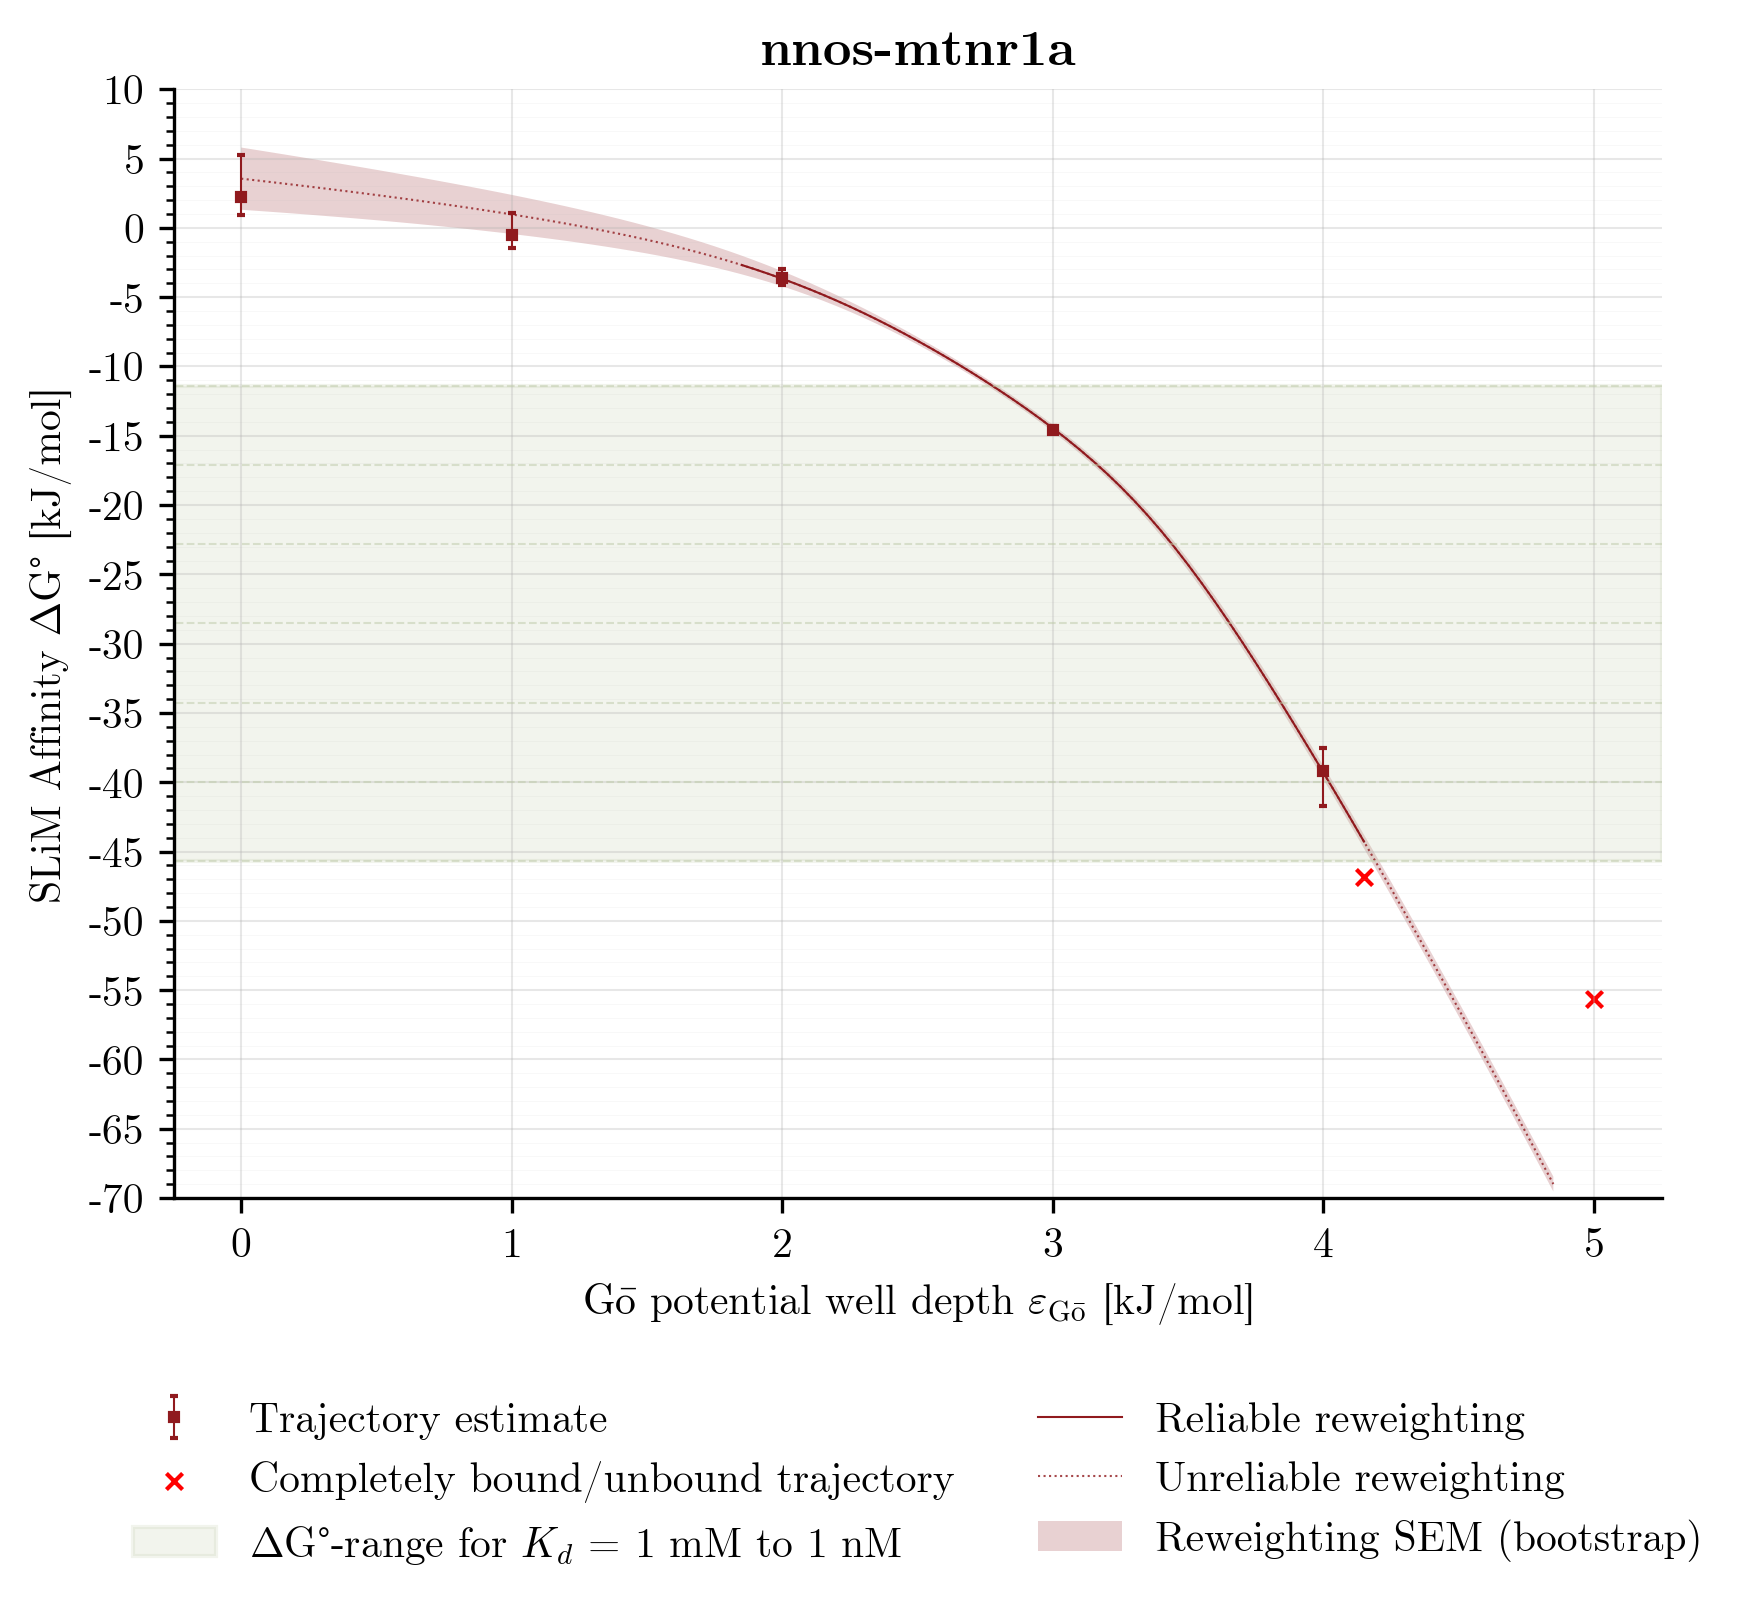 nnos-mtnr1a
10
5
0
-5
-10
-15
-20
-25
-30
-35
-40
-45
-50
-55
-60
-65
-70
SLiM Affinity ΔG° [kJ/mol]
0 1 2 3 4 5
Gō potential well depth ε_Gō [kJ/mol]
Trajectory estimate
Completely bound/unbound trajectory
ΔG°-range for K_d = 1 mM to 1 nM
Reliable reweighting
Unreliable reweighting
Reweighting SEM (bootstrap)